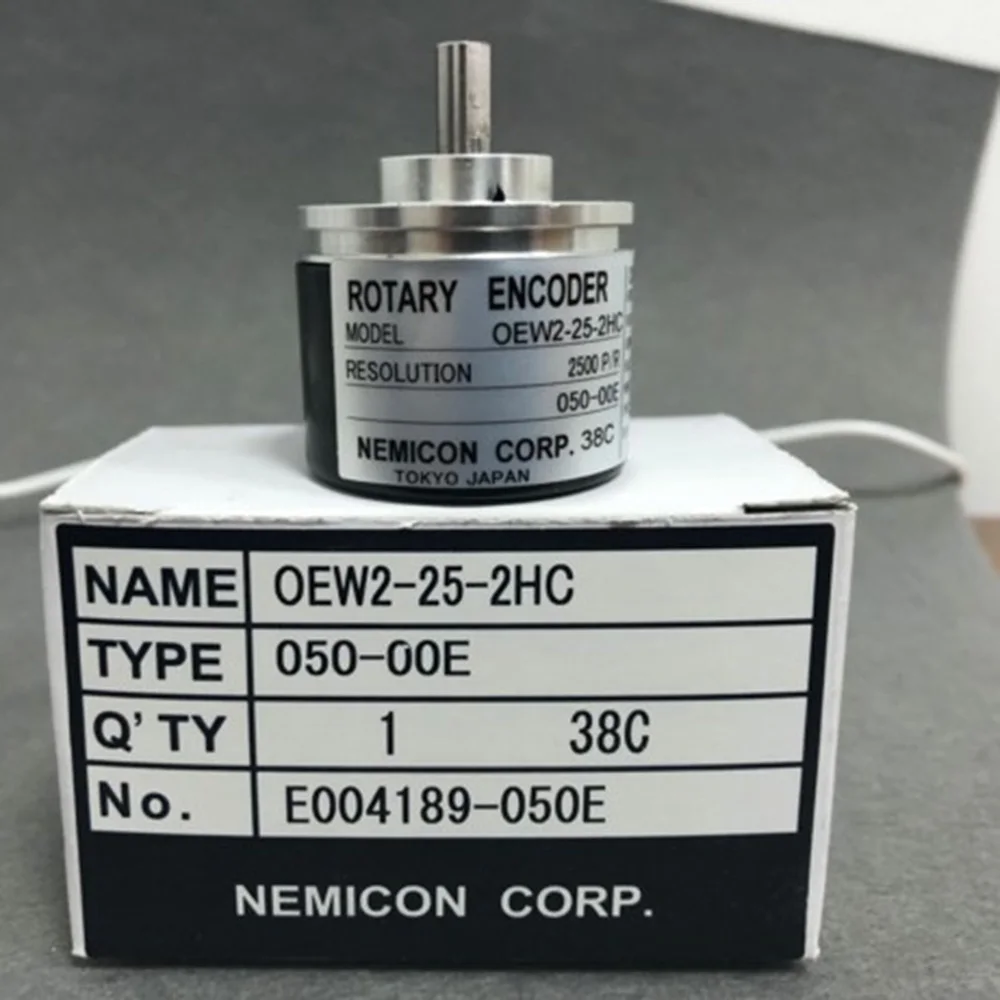 ROTARY ENCODER
MODEL OEW2-25-2HC
RESOLUTION 2500 P/R
050-00E
NEMICON CORP. 38C
TOKYO JAPAN
NAME OEW2-25-2HC
TYPE 050-00E
Q'TY 1 38C
No. E004189-050E
NEMICON CORP.